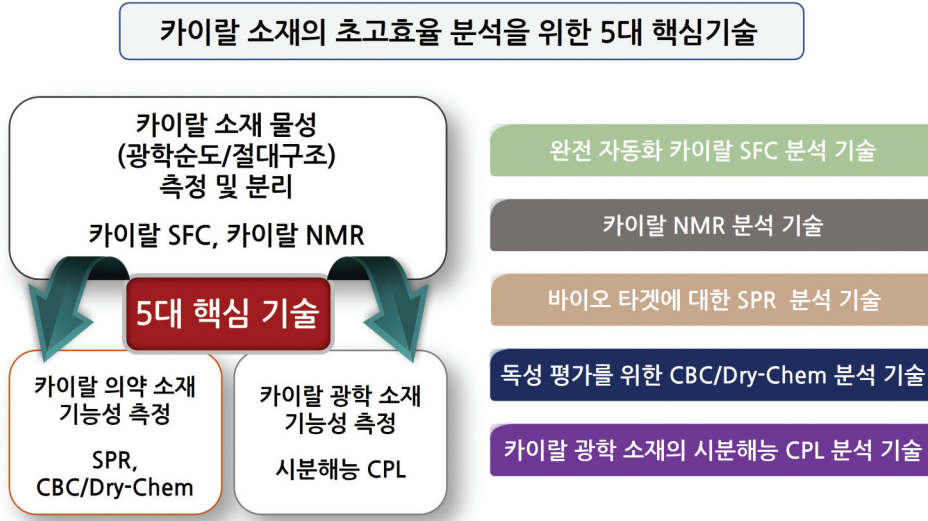 카이랄 소재의 초고효율 분석을 위한 5대 핵심기술
카이랄 소재 물성
(광학순도/절대구조)
측정 및 분리
카이랄 SFC, 카이랄 NMR
5대 핵심 기술
카이랄 의약 소재
기능성 측정
SPR,
CBC/Dry-Chem
카이랄 광학 소재
기능성 측정
시분해능 CPL
완전 자동화 카이랄 SFC 분석 기술
카이랄 NMR 분석 기술
바이오 타겟에 대한 SPR 분석 기술
독성 평가를 위한 CBC/Dry-Chem 분석 기술
카이랄 광학 소재의 시분해능 CPL 분석 기술